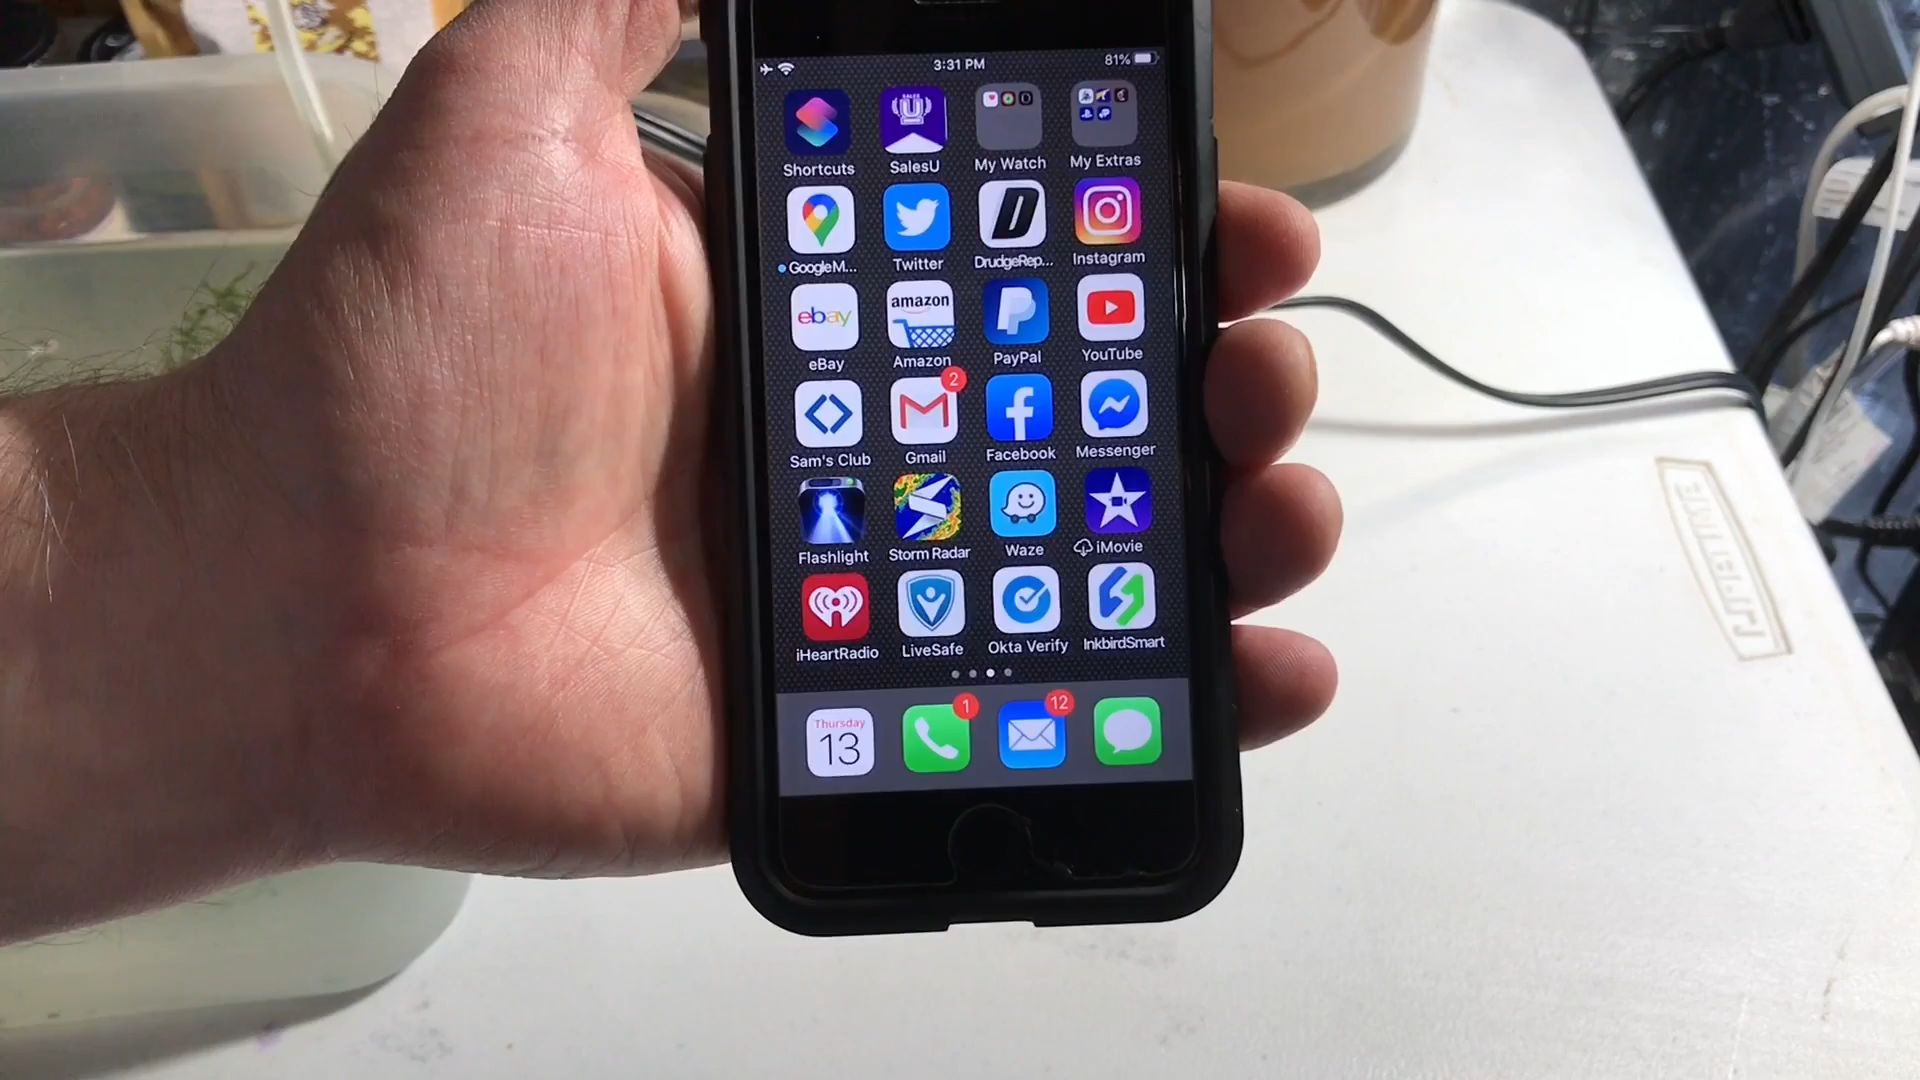 3:31 PM 81%
SALES
U
Shortcuts SalesU My Watch My Extras
D
GoogleM... Twitter DrudgeRep... Instagram
ebay amazon
eBay Amazon PayPal YouTube
2
Sam's Club Gmail Facebook Messenger
Flashlight Storm Radar Waze iMovie
iHeartRadio LiveSafe Okta Verify InkbirdSmart
Thursday 1 12
13
LIFETIME